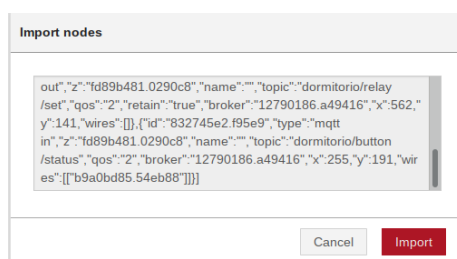 Import nodes
out","z":"fd89b481.0290c8","name":"","topic":"dormitorio/relay
/set","qos":"2","retain":"true","broker":"12790186.a49416","x":562,"
y":141,"wires":[]},{"id":"832745e2.f95e9","type":"mqtt
in","z":"fd89b481.0290c8","name":"","topic":"dormitorio/button
/status","qos":"2","broker":"12790186.a49416","x":255,"y":191,"wir
es":[["b9a0bd85.54eb88"]]}]
Cancel Import